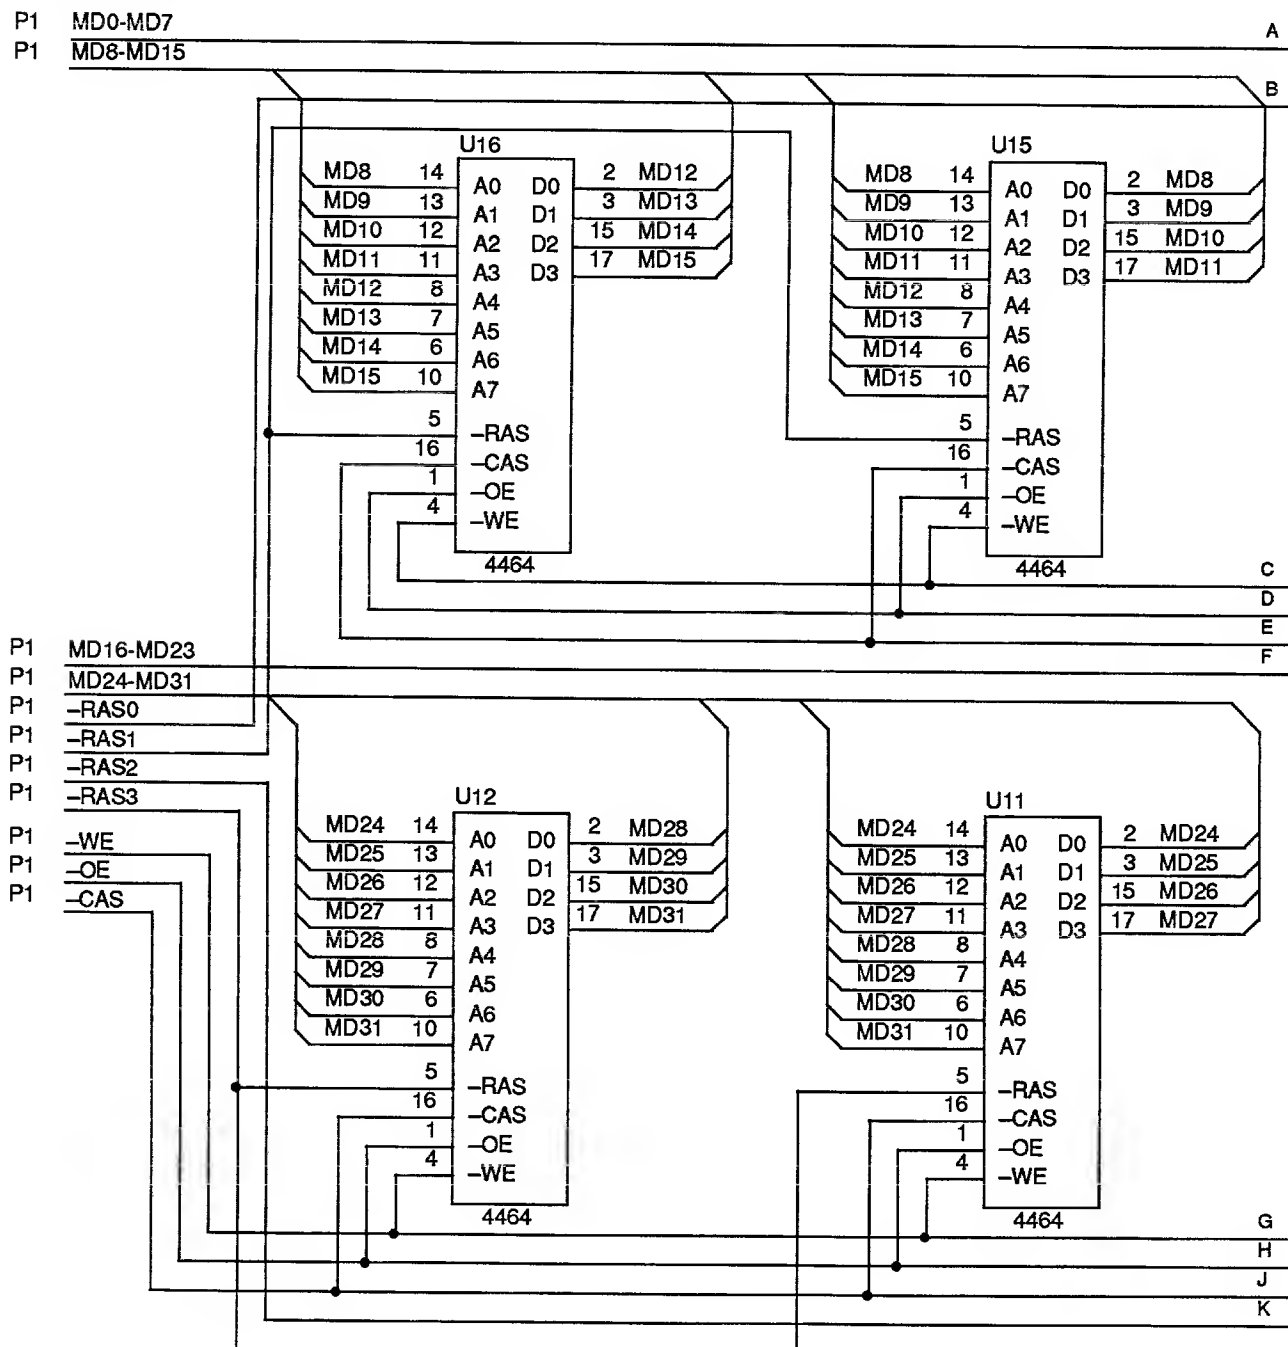 P1 MD0-MD7 A
P1 MD8-MD15
B
U16 U15
MD8 14 A0 D0 2 MD12 MD8 14 A0 D0 2 MD8
MD9 13 A1 D1 3 MD13 MD9 13 A1 D1 3 MD9
MD10 12 A2 D2 15 MD14 MD10 12 A2 D2 15 MD10
MD11 11 A3 D3 17 MD15 MD11 11 A3 D3 17 MD11
MD12 8 A4 MD12 8 A4
MD13 7 A5 MD13 7 A5
MD14 6 A6 MD14 6 A6
MD15 10 A7 MD15 10 A7
5 –RAS 5 –RAS
16 –CAS 16 –CAS
1 –OE 1 –OE
4 –WE 4 –WE
4464 4464
C
D
E
P1 MD16-MD23 F
P1 MD24-MD31
P1 –RAS0
P1 –RAS1
P1 –RAS2
P1 –RAS3
U12 U11
P1 –WE
P1 –OE
P1 –CAS
MD24 14 A0 D0 2 MD28 MD24 14 A0 D0 2 MD24
MD25 13 A1 D1 3 MD29 MD25 13 A1 D1 3 MD25
MD26 12 A2 D2 15 MD30 MD26 12 A2 D2 15 MD26
MD27 11 A3 D3 17 MD31 MD27 11 A3 D3 17 MD27
MD28 8 A4 MD28 8 A4
MD29 7 A5 MD29 7 A5
MD30 6 A6 MD30 6 A6
MD31 10 A7 MD31 10 A7
5 –RAS 5 –RAS
16 –CAS 16 –CAS
1 –OE 1 –OE
4 –WE 4 –WE
4464 4464
G
H
J
K